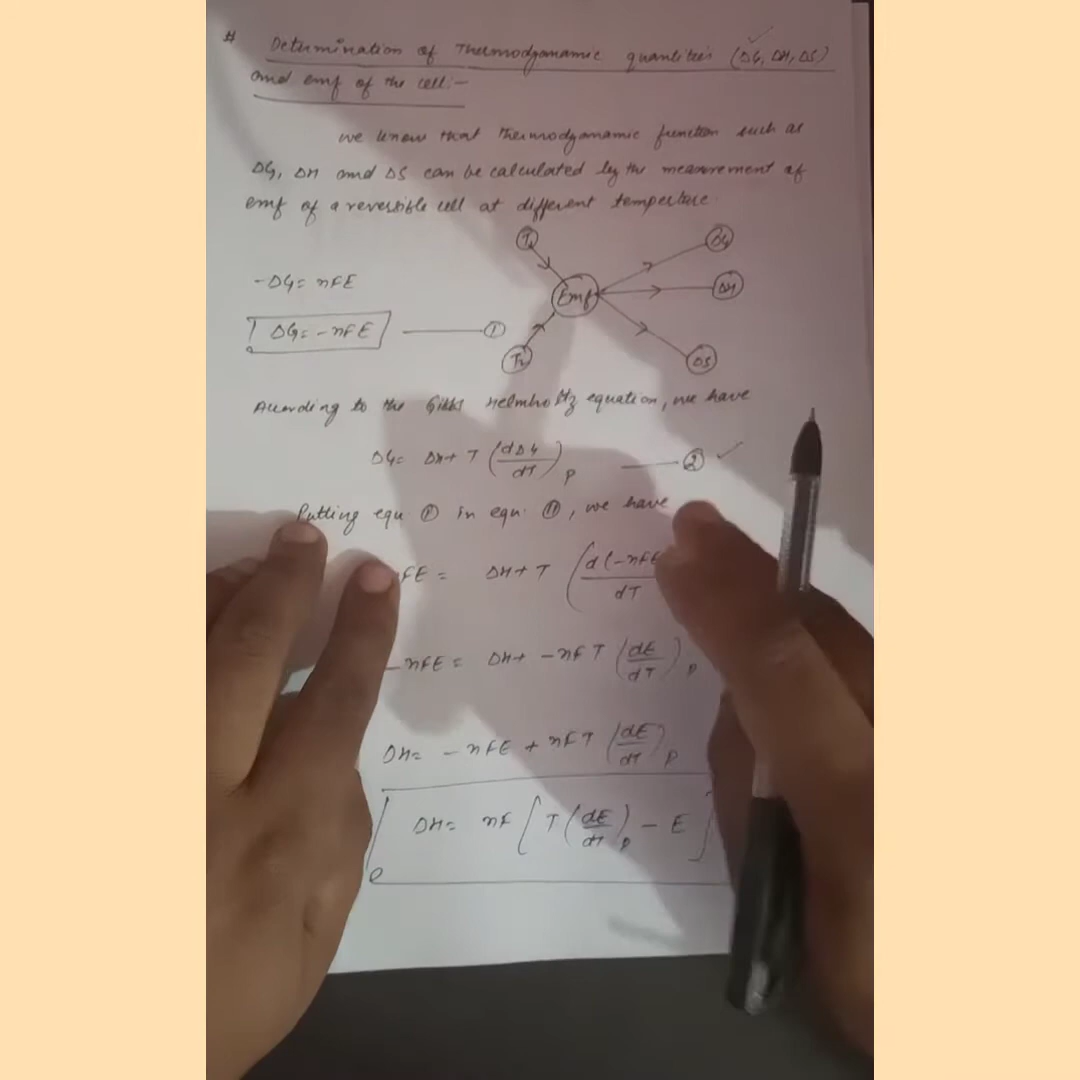 # Determination of Thermodynamic quantities (ΔG, ΔH, ΔS)
and emf of the cell:-
we know that thermodynamic function such as
ΔG, ΔH and ΔS can be calculated by the measurement of
emf of a reversible cell at different temperture.
T₁ ΔG
-ΔG = nFE Emf ΔH
ΔG = -nFE ①
T₂ ΔS
According to the Gibbs Helmholtz equation, we have
ΔG = ΔH + T (dΔG/dT)P ②
Putting equ ① in equ. ⑪, we have
FE = ΔH + T (d(-nFE/dT
-nFE = ΔH + -nFT (dE/dT)P
ΔH = -nFE + nFT (dE/dT)P
ΔH = nF [T(dE/dT)P - E]